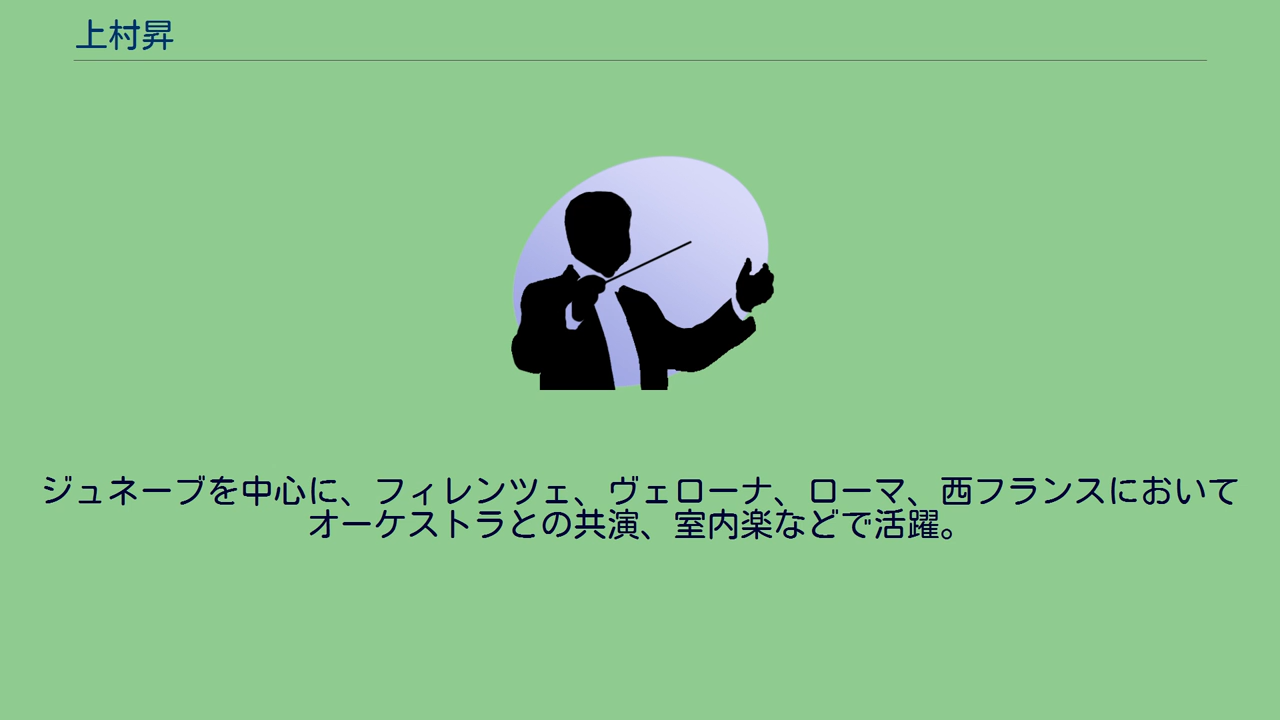 上村昇
ジュネーブを中心に、フィレンツェ、ヴェローナ、ローマ、西フランスにおいて
オーケストラとの共演、室内楽などで活躍。